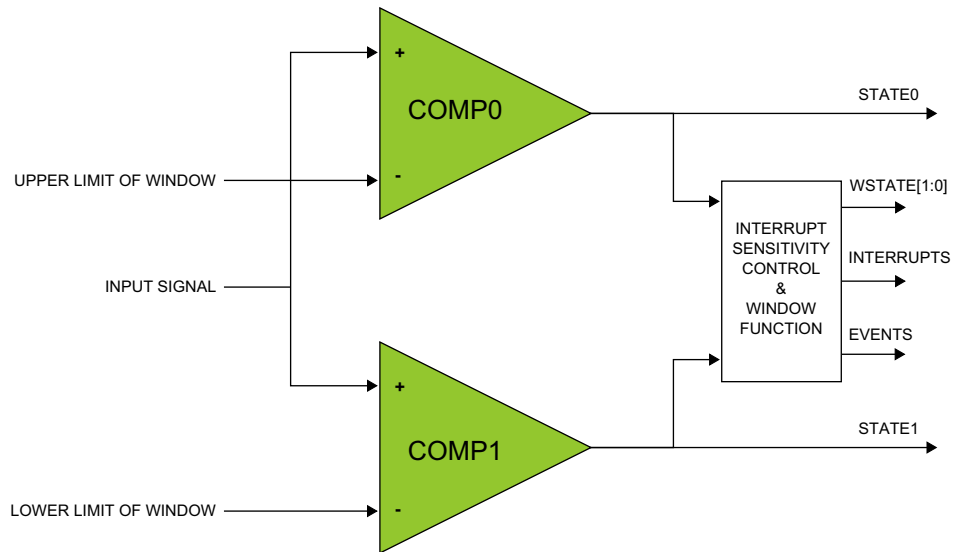 +
COMP0
-
STATE0
UPPER LIMIT OF WINDOW
WSTATE[1:0]
INTERRUPT
SENSITIVITY
CONTROL
&
WINDOW
FUNCTION
INTERRUPTS
EVENTS
INPUT SIGNAL
+
COMP1
-
STATE1
LOWER LIMIT OF WINDOW